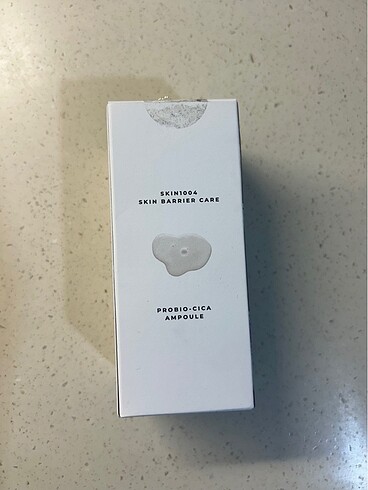 SKIN1004
SKIN BARRIER CARE
PROBIO-CICA
AMPOULE